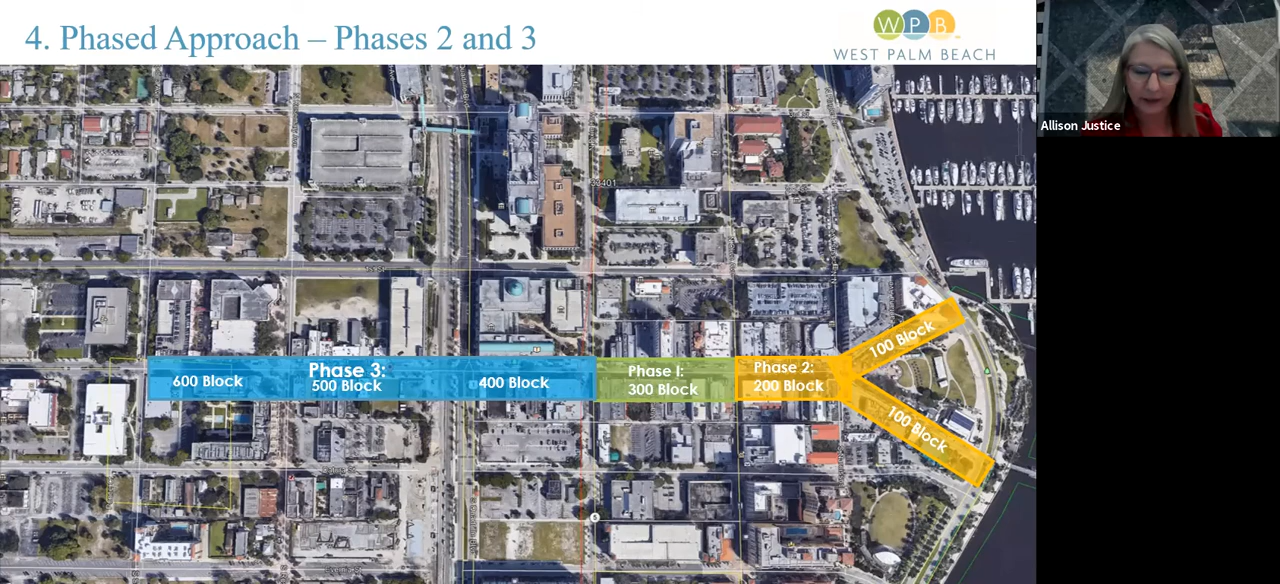 4. Phased Approach – Phases 2 and 3
WPB
WEST PALM BEACH
Allison Justice
33401
100 Block
600 Block
Phase 3:
500 Block
400 Block
Phase I:
300 Block
Phase 2:
200 Block
100 Block